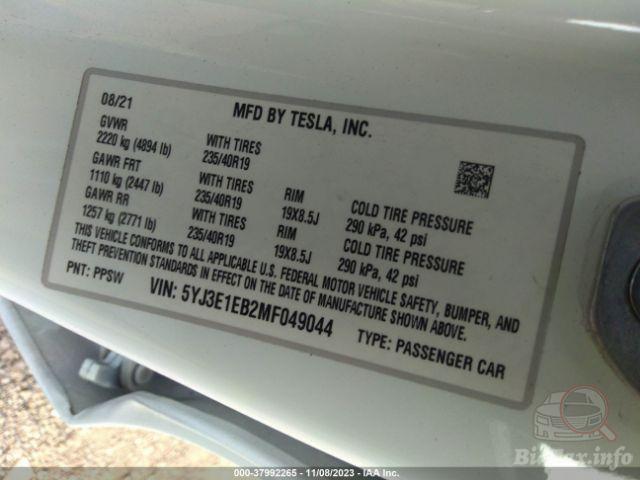 08/21 MFD BY TESLA, INC.
GVWR
2220 kg (4894 lb) WITH TIRES
235/40R19
GAWR FRT
1110 kg (2447 lb) WITH TIRES RIM COLD TIRE PRESSURE
235/40R19 19X8.5J 290 kPa, 42 psi
GAWR RR
1257 kg (2771 lb) WITH TIRES RIM COLD TIRE PRESSURE
235/40R19 19X8.5J 290 kPa, 42 psi
THIS VEHICLE CONFORMS TO ALL APPLICABLE U.S. FEDERAL MOTOR VEHICLE SAFETY, BUMPER, AND
THEFT PREVENTION STANDARDS IN EFFECT ON THE DATE OF MANUFACTURE SHOWN ABOVE.
PNT: PPSW VIN: 5YJ3E1EB2MF049044 TYPE: PASSENGER CAR
BidFax.info
000-37992265 - 11/08/2023 - IAA Inc.